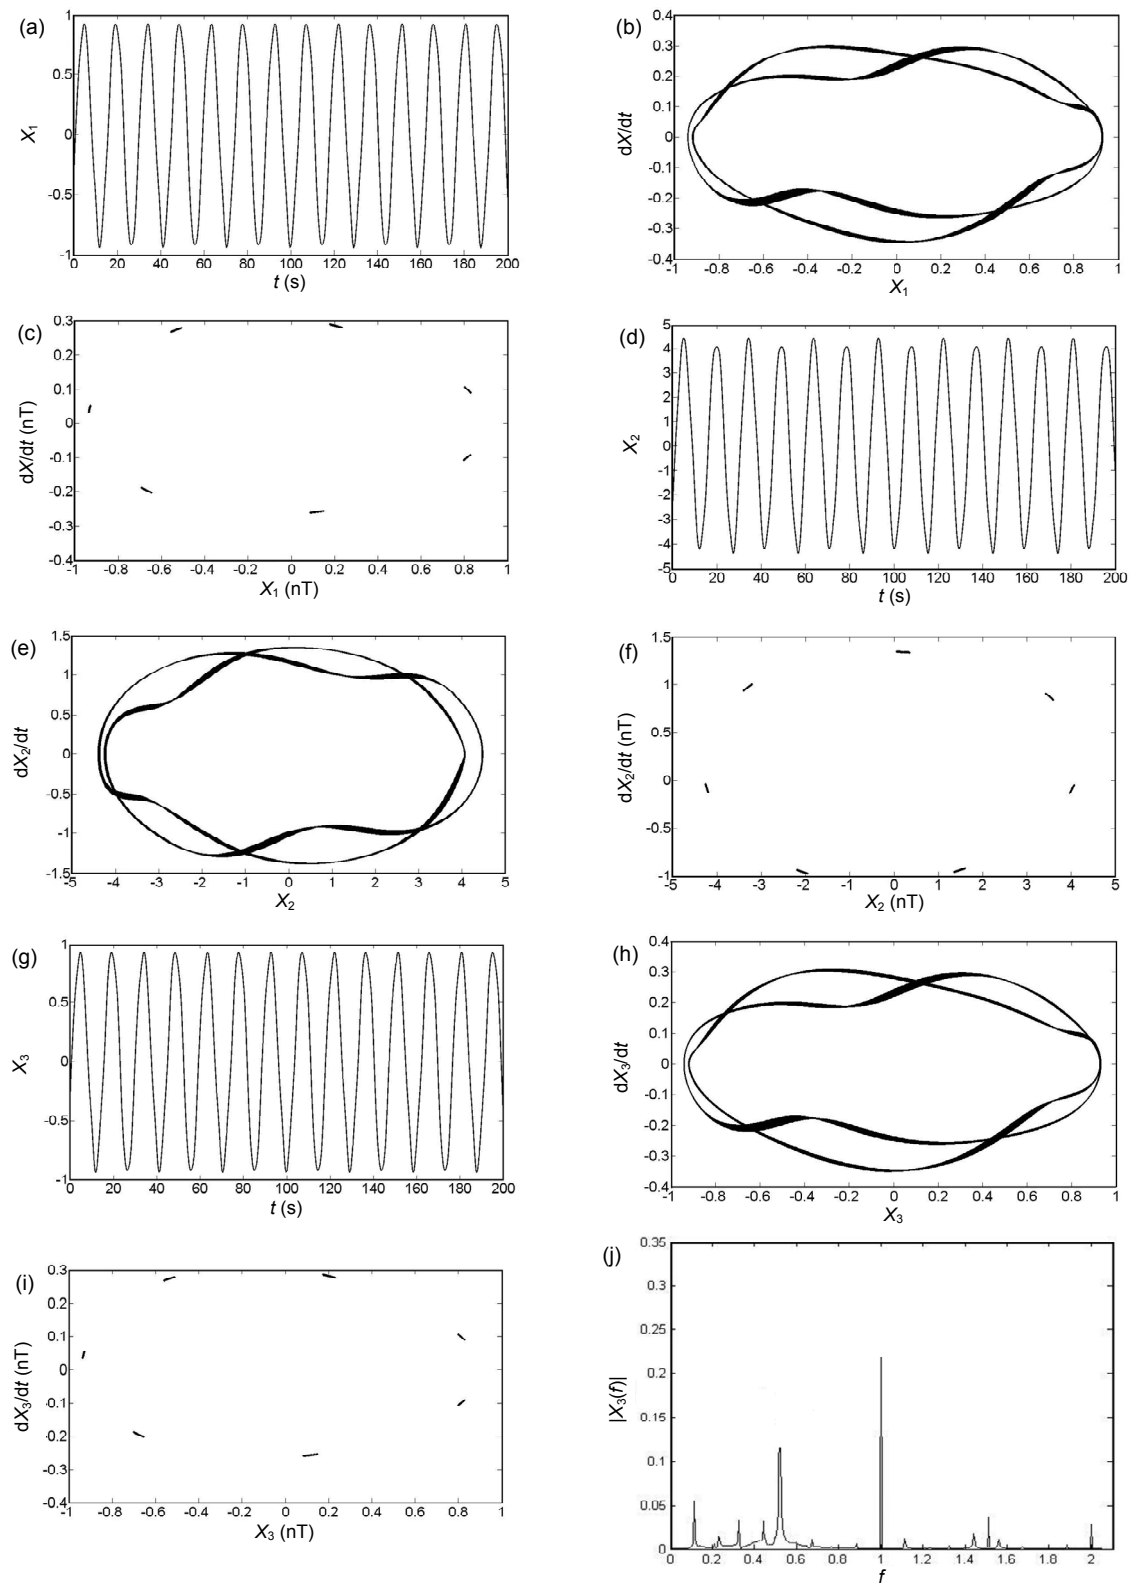 (a)
1
0.5
0
-0.5
-1
X₁
0 20 40 60 80 100 120 140 160 180 200
t (s)
(b)
0.4
0.3
0.2
0.1
0
-0.1
-0.2
-0.3
-0.4
dX/dt
-1 -0.8 -0.6 -0.4 -0.2 0 0.2 0.4 0.6 0.8 1
X₁
(c)
0.3
0.2
0.1
0
-0.1
-0.2
-0.3
-0.4
dX/dt (nT)
-1 -0.8 -0.6 -0.4 -0.2 0 0.2 0.4 0.6 0.8 1
X₁ (nT)
(d)
5
4
3
2
1
0
-1
-2
-3
-4
-5
X₂
0 20 40 60 80 100 120 140 160 180 200
t (s)
(e)
1.5
1
0.5
0
-0.5
-1
-1.5
dX₂/dt
-5 -4 -3 -2 -1 0 1 2 3 4 5
X₂
(f)
1.5
1
0.5
0
-0.5
-1
dX₂/dt (nT)
-5 -4 -3 -2 -1 0 1 2 3 4 5
X₂ (nT)
(g)
1
0.5
0
-0.5
-1
X₃
0 20 40 60 80 100 120 140 160 180 200
t (s)
(h)
0.4
0.3
0.2
0.1
0
-0.1
-0.2
-0.3
-0.4
dX₃/dt
-1 -0.8 -0.6 -0.4 -0.2 0 0.2 0.4 0.6 0.8 1
X₃
(i)
0.3
0.2
0.1
0
-0.1
-0.2
-0.3
-0.4
dX₃/dt (nT)
-1 -0.8 -0.6 -0.4 -0.2 0 0.2 0.4 0.6 0.8 1
X₃ (nT)
(j)
0.35
0.3
0.25
0.2
0.15
0.1
0.05
0
|X₃(f)|
0 0.2 0.4 0.6 0.8 1 1.2 1.4 1.6 1.8 2
f